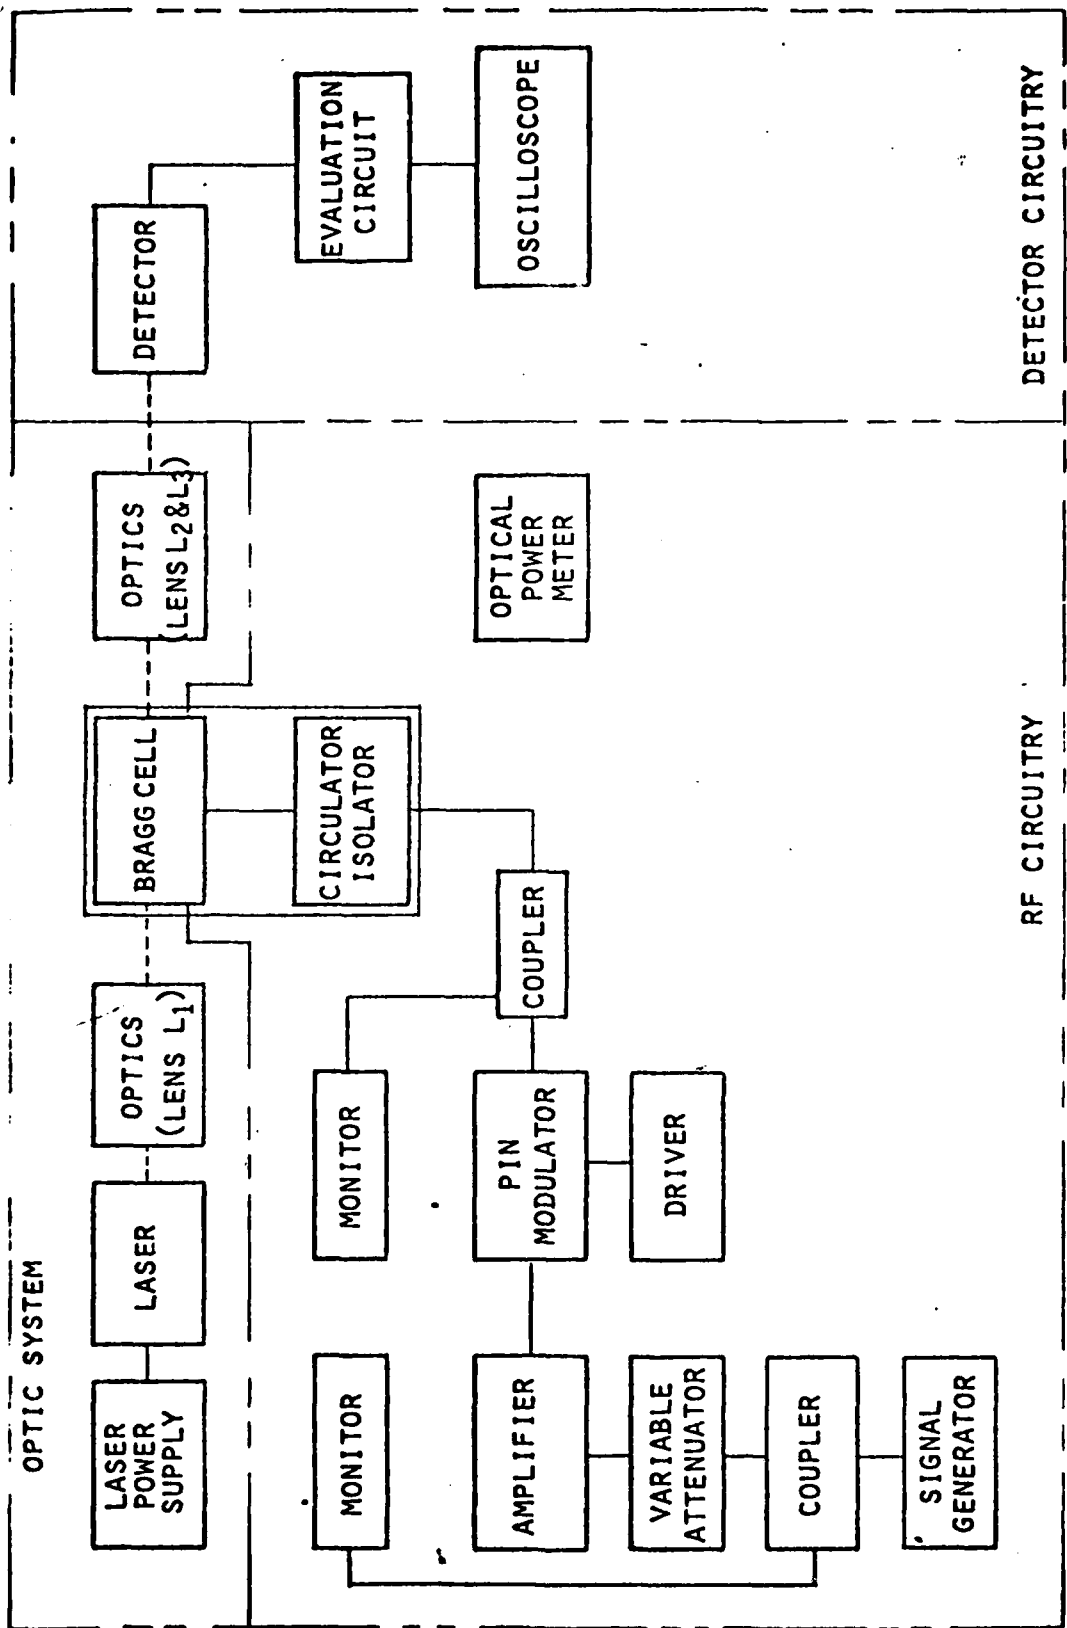 OPTIC SYSTEM
LASER
POWER
SUPPLY
LASER
OPTICS
(LENS L1)
BRAGG CELL
OPTICS
(LENS L2&L3)
DETECTOR
CIRCULATOR
ISOLATOR
EVALUATION
CIRCUIT
MONITOR
MONITOR
AMPLIFIER
PIN
MODULATOR
COUPLER
OPTICAL
POWER
METER
OSCILLOSCOPE
VARIABLE
ATTENUATOR
DRIVER
COUPLER
SIGNAL
GENERATOR
RF CIRCUITRY
DETECTOR CIRCUITRY